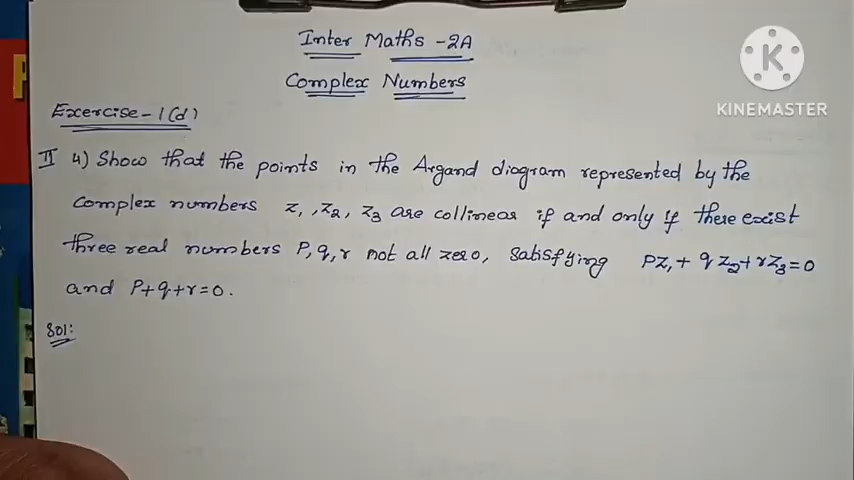 Inter Maths -2A
Complex Numbers
KINEMASTER
Exercise-1(d)
II 4) Show that the points in the Argand diagram represented by the
Complex numbers z₁, z₂, z₃ are collinear if and only if there exist
three real numbers P, q, r not all zero, satisfying Pz₁ + qz₂ + rz₃ = 0
and P+q+r=0.
Sol: